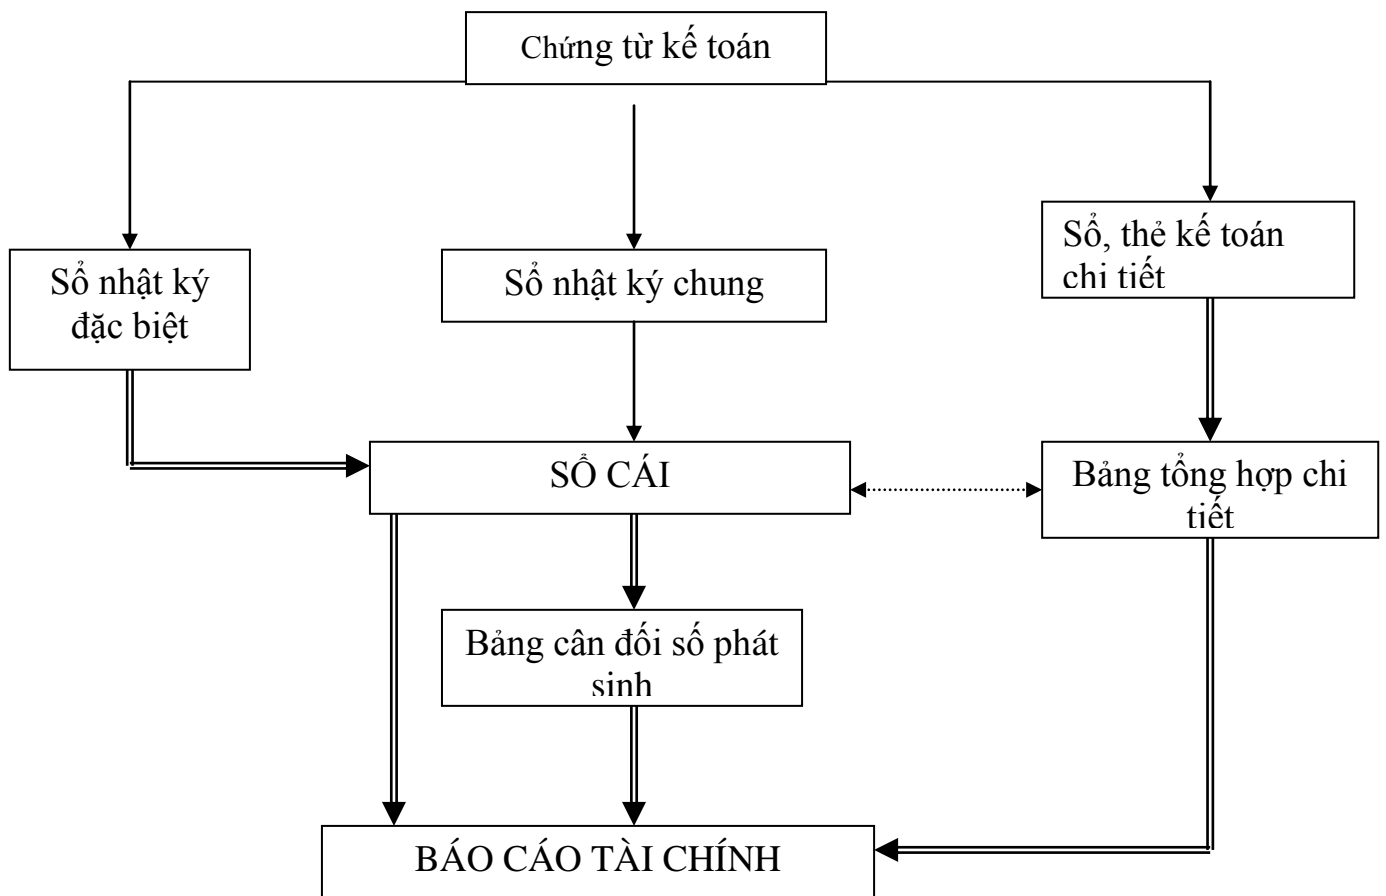 Chứng từ kế toán
Sổ nhật ký
đặc biệt
Sổ nhật ký chung
Sổ, thẻ kế toán
chi tiết
SỔ CÁI
Bảng tổng hợp chi
tiết
Bảng cân đối số phát
sinh
BÁO CÁO TÀI CHÍNH